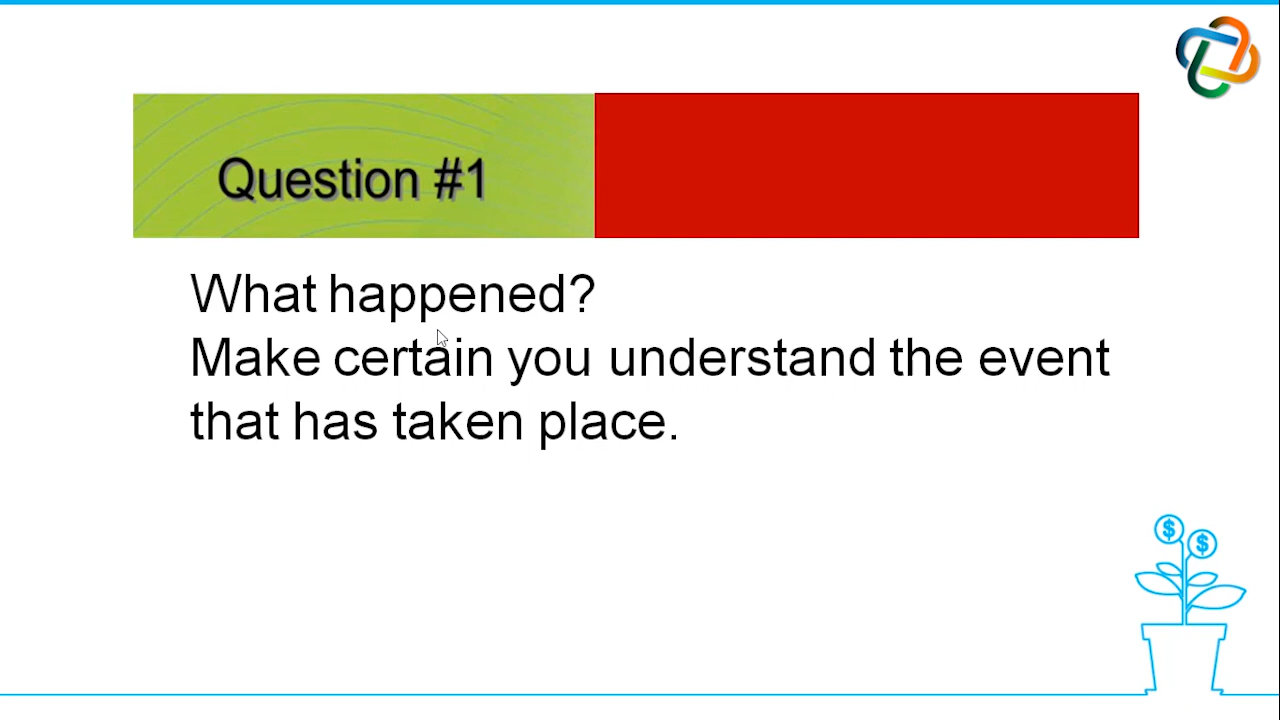 Question #1
What happened?
Make certain you understand the event
that has taken place.
$
$